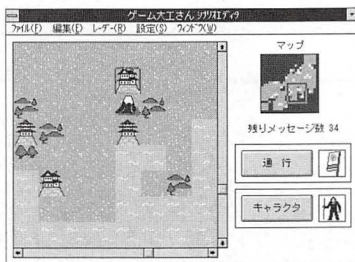 ゲーム大工さん シナリオエディタ
ファイル(F) 編集(E) レーダー(R) 設定(S) ウィンドウ(W)
マップ
残りメッセージ数 34
通 行
キャラクタ